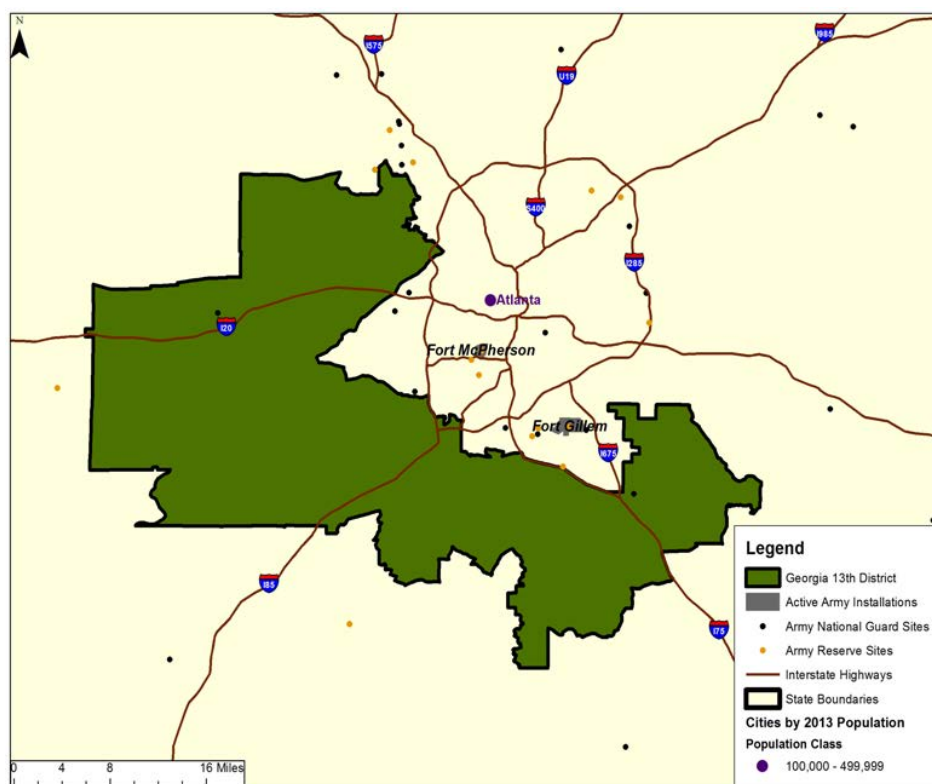 N
I575
I985
U19
S400
I285
Atlanta
I20
Fort McPherson
Fort Gillem
I675
I85
I75
Legend
Georgia 13th District
Active Army Installations
Army National Guard Sites
Army Reserve Sites
Interstate Highways
State Boundaries
Cities by 2013 Population
Population Class
100,000 - 499,999
0 4 8 16 Miles